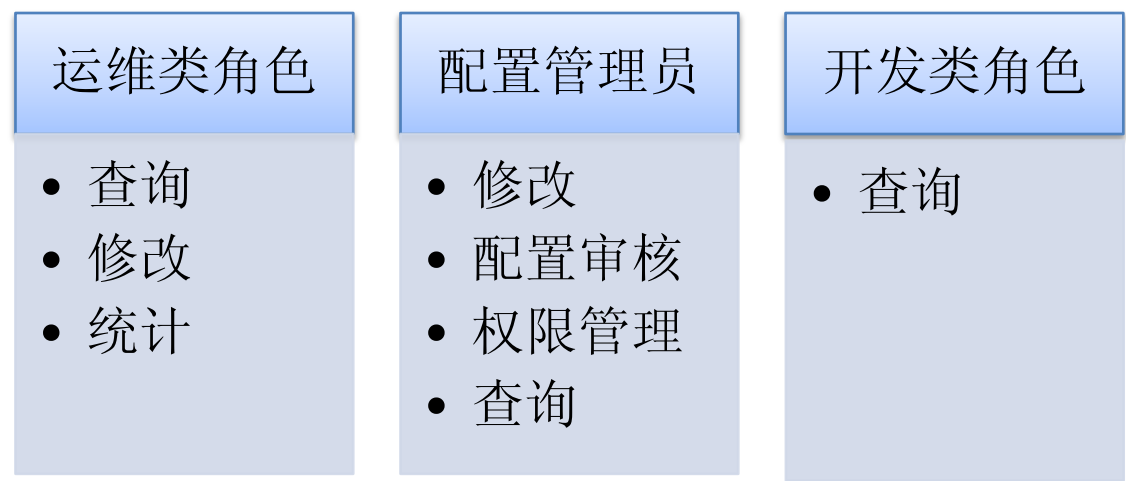 运维类角色
• 查询
• 修改
• 统计
配置管理员
• 修改
• 配置审核
• 权限管理
• 查询
开发类角色
• 查询